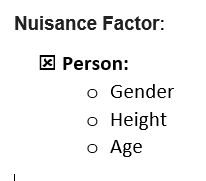 Nuisance Factor:
☒ Person:
o Gender
o Height
o Age